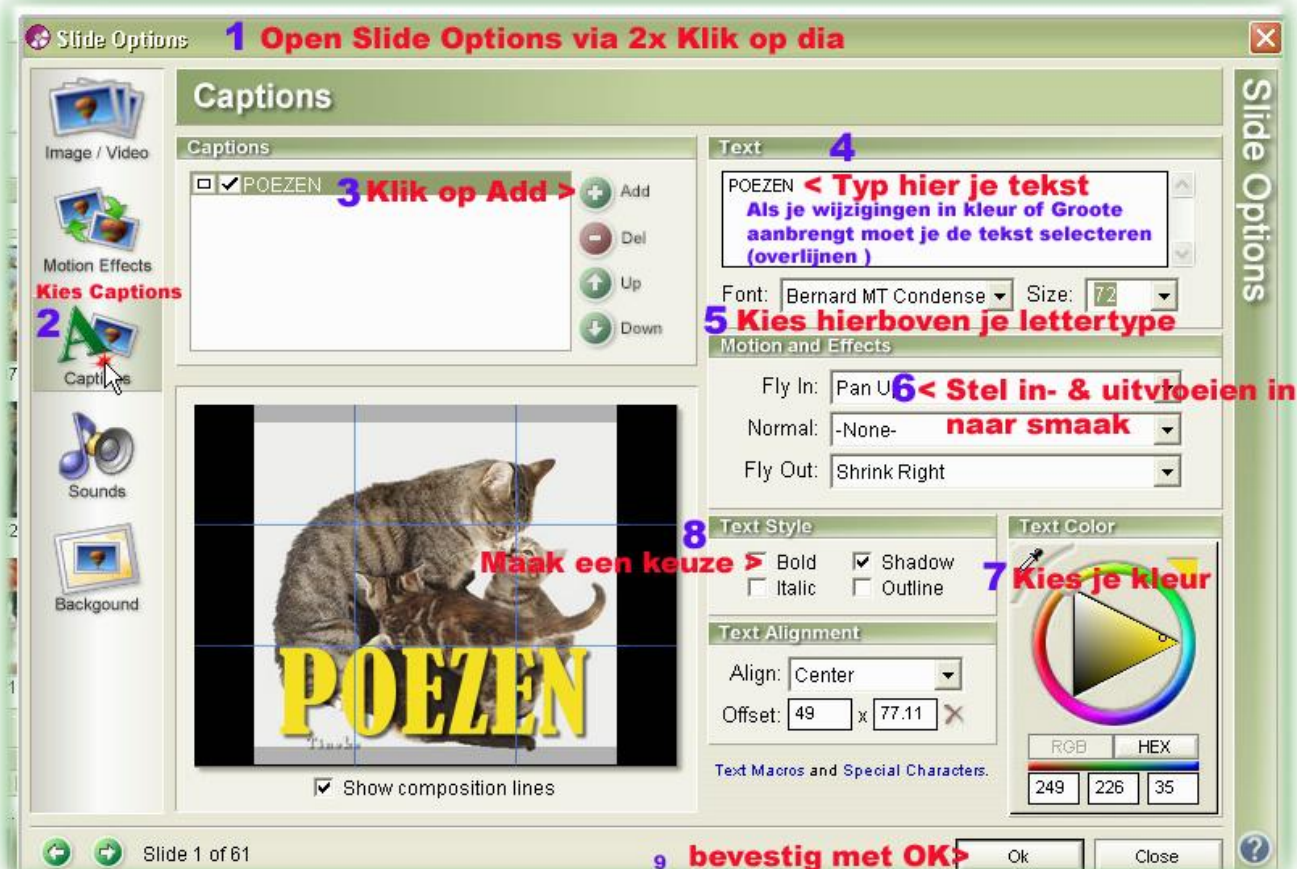 Slide Options 1 Open Slide Options via 2x Klik op dia
Slide Options
Captions
Image / Video
Motion Effects
Kies Captions
2
Captions
Sounds
Backgound
Captions
POEZEN 3 Klik op Add >
Add
Del
Up
Down
Text 4
POEZEN < Typ hier je tekst
Als je wijzigingen in kleur of Groote
aanbrengt moet je de tekst selecteren
(overlijnen )
Font: Bernard MT Condense Size: 72
5 Kies hierboven je lettertype
Motion and Effects
Fly In: Pan Up 6 < Stel in- & uitvloeien in
naar smaak
Normal: -None-
Fly Out: Shrink Right
POEZEN
Tineke
Show composition lines
8
Text Style
Maak een keuze > Bold Shadow
Italic Outline
Text Color
7 Kies je kleur
Text Alignment
Align: Center
Offset: 49 x 77.11
Text Macros and Special Characters.
RGB HEX
249 226 35
Slide 1 of 61
9 bevestig met OK> Ok Close